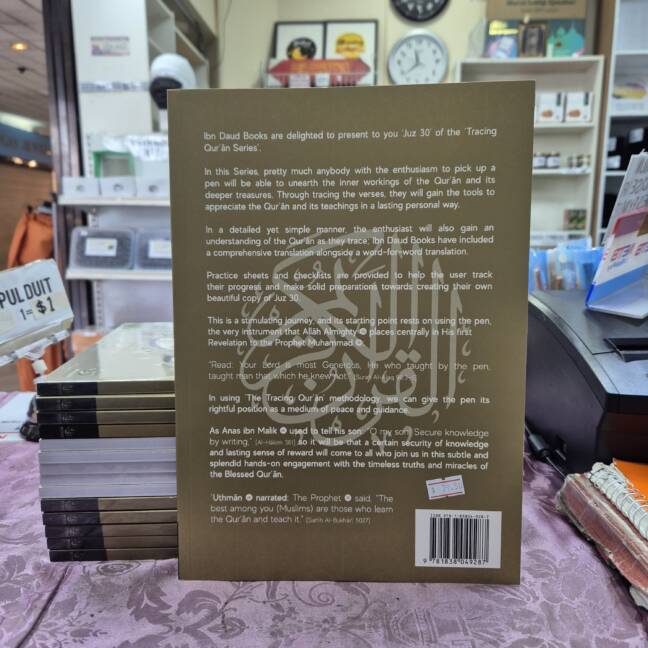 Ibn Daud Books are delighted to present to you 'Juz 30' of the 'Tracing
Qur'ān Series'.
In this Series, pretty much anybody with the enthusiasm to pick up a
pen will be able to unearth the inner workings of the Qur'ān and its
deeper treasures. Through tracing the verses, they will gain the tools to
appreciate the Qur'ān and its teachings in a lasting personal way.
In a detailed yet simple manner, the enthusiast will also gain an
understanding of the Qur'ān as they trace; Ibn Daud Books have included
a comprehensive translation alongside a word-for-word translation.
Practice sheets and checklists are provided to help the user track
their progress and make solid preparations towards creating their own
beautiful copy of Juz 30.
This is a stimulating journey, and its starting point rests on using the pen,
the very instrument that Allāh Almighty places centrally in His first
Revelation to the Prophet Muhammad .
"Read: Your Lord is most Generous, He who taught by the pen,
taught man that which he knew not."
In using 'The Tracing Qur'ān' methodology, we can give the pen its
rightful position as a medium of peace and guidance.
As Anas ibn Malik used to tell his son: "O my son! Secure knowledge
by writing," [Al-Hākim 361] so it will be that a certain security of knowledge
and lasting sense of reward will come to all who join us in this subtle and
splendid hands-on engagement with the timeless truths and miracles of
the Blessed Qur'ān.
'Uthmān narrated: The Prophet said, "The
best among you (Muslims) are those who learn
the Qur'ān and teach it." [Sahih Al-Bukhari; 5027]
ISBN 978-1-83804-928-7
9 781838 049287
PUL DUIT
1= $1